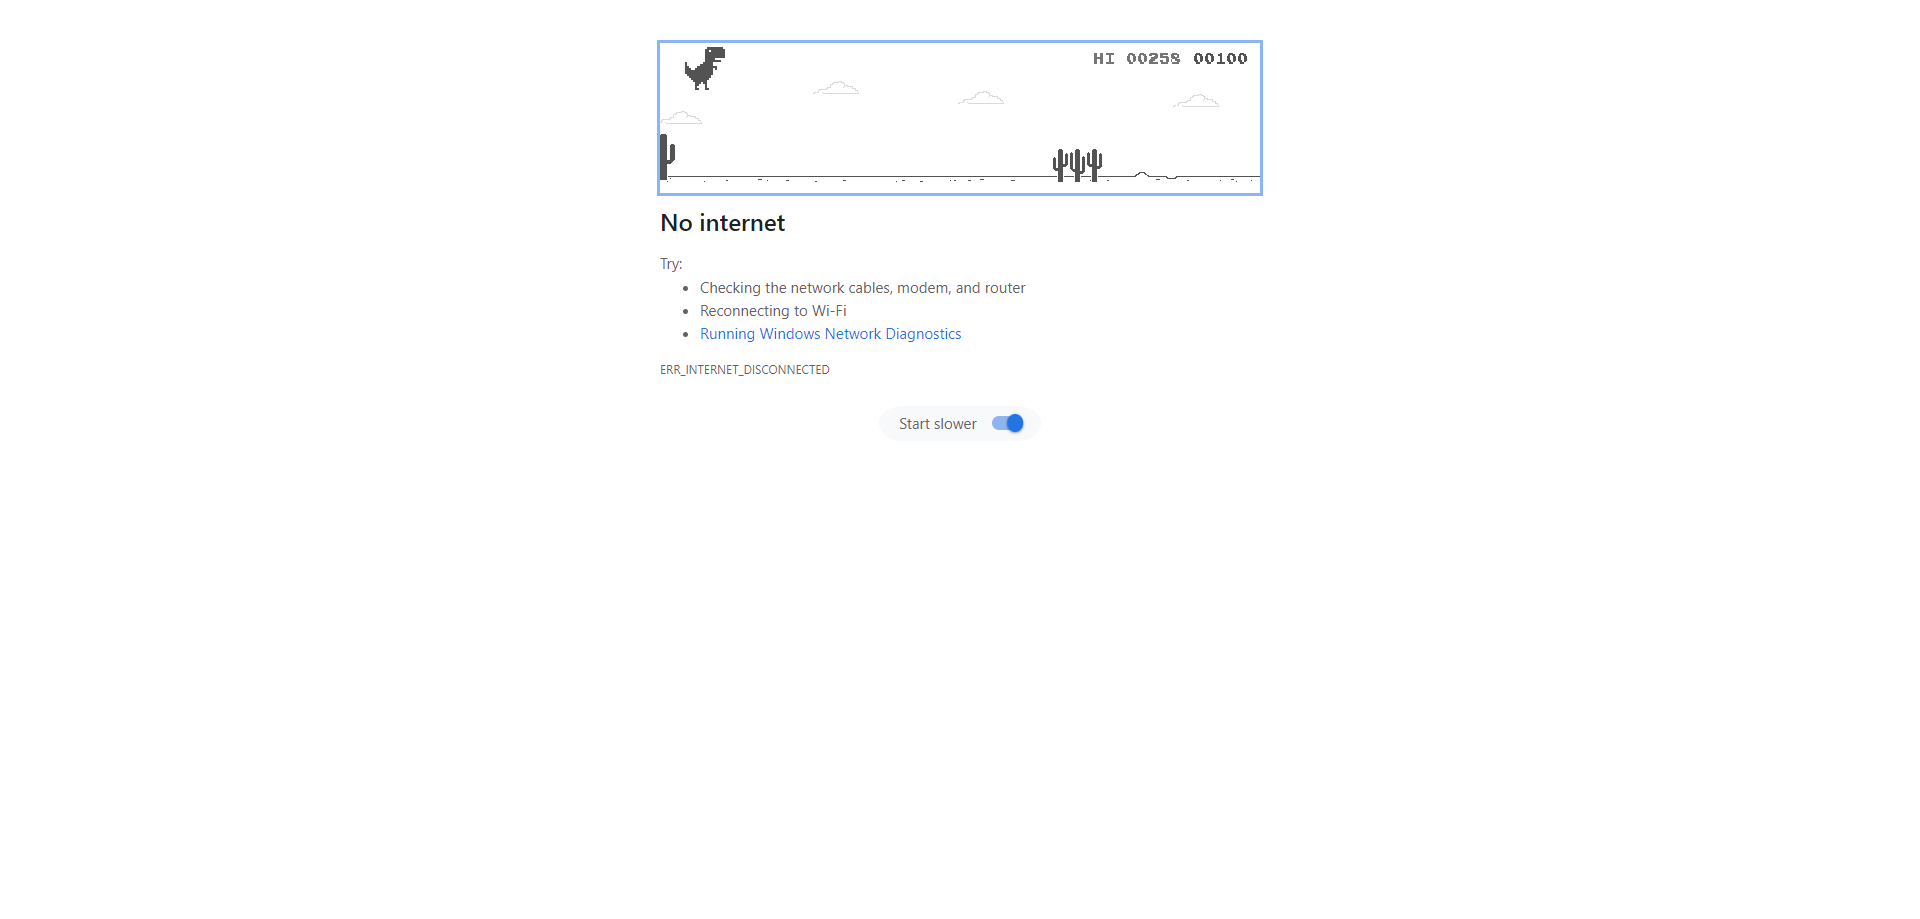 HI 00258 00100
No internet
Try:
Checking the network cables, modem, and router
Reconnecting to Wi-Fi
Running Windows Network Diagnostics
ERR_INTERNET_DISCONNECTED
Start slower